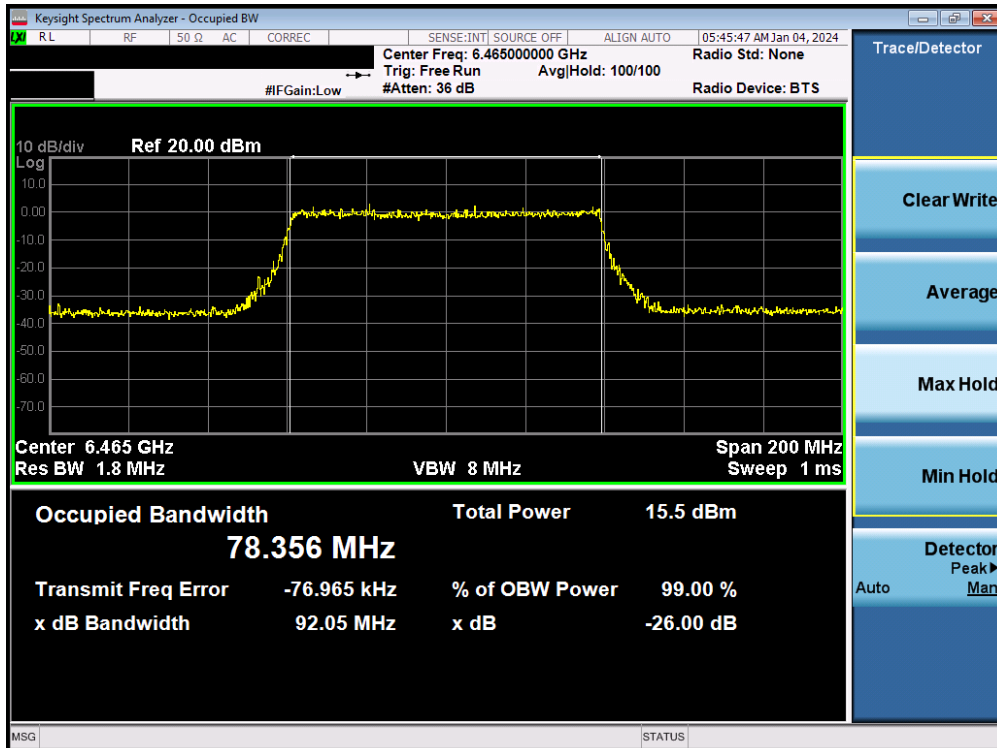 Keysight Spectrum Analyzer - Occupied BW
LXI RL RF 50 Ω AC CORREC SENSE:INT SOURCE OFF ALIGN AUTO 05:45:47 AM Jan 04, 2024
Center Freq: 6.465000000 GHz Radio Std: None
Trig: Free Run Avg|Hold: 100/100
#IFGain:Low #Atten: 36 dB Radio Device: BTS
10 dB/div Ref 20.00 dBm
Log
10.0
0.00
-10.0
-20.0
-30.0
-40.0
-50.0
-60.0
-70.0
Center 6.465 GHz Span 200 MHz
Res BW 1.8 MHz VBW 8 MHz Sweep 1 ms
Occupied Bandwidth Total Power 15.5 dBm
78.356 MHz
Transmit Freq Error -76.965 kHz % of OBW Power 99.00 %
x dB Bandwidth 92.05 MHz x dB -26.00 dB
Trace/Detector
Clear Write
Average
Max Hold
Min Hold
Detector
Peak▶
Auto Man
MSG STATUS